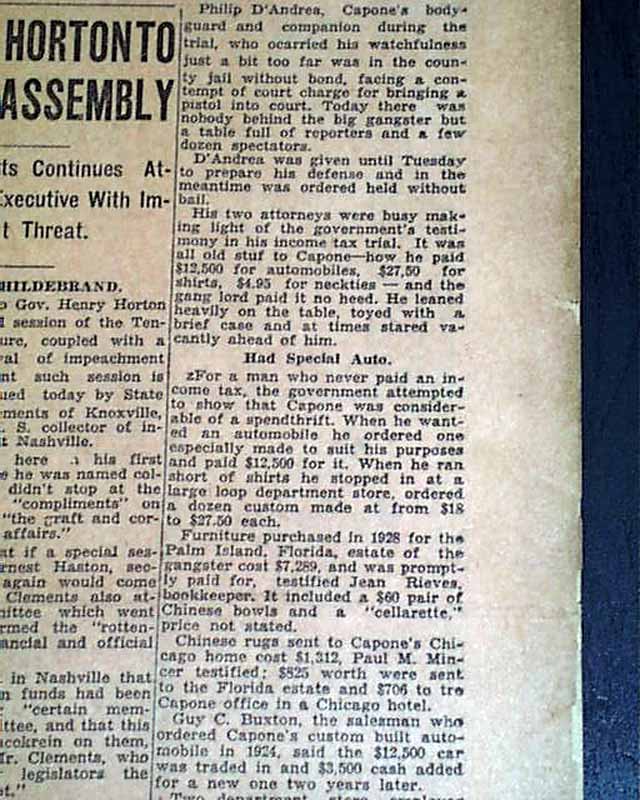 HORTON TO
ASSEMBLY
ts Continues At-
Executive With Im-
t Threat.
HILDEBRAND.
o Gov. Henry Horton
l session of the Ten-
ure, coupled with a
al of impeachment
nt such session is
ued today by State
ments of Knoxville,
. S. collector of in-
t Nashville.
here his first
e he was named col-
didn't stop at the
"compliments" on
"the graft and cor-
affairs."
at if a special ses-
rnest Haston, sec-
again would come
Clements also at-
mittee which went
rmed the "rotten-
ancial and official
in Nashville that
n funds had been
"certain mem-
ittee, and that this
acckrein on them,
Mr. Clements, who
legislators the
et."
Philip D'Andrea, Capone's body-
guard and companion during the
trial, who ocarried his watchfulness
just a bit too far was in the coun-
ty jail without bond, facing a con-
tempt of court charge for bringing a
pistol into court. Today there was
nobody behind the big gangster but
a table full of reporters and a few
dozen spectators.
D'Andrea was given until Tuesday
to prepare his defense and in the
meantime was ordered held without
bail.
His two attorneys were busy mak-
ing light of the government's testi-
mony in his income tax trial. It was
all old stuf to Capone—how he paid
$12,500 for automobiles, $27,50 for
shirts, $4.95 for neckties — and the
gang lord paid it no heed. He leaned
heavily on the table, toyed with a
brief case and at times stared va-
cantly ahead of him.
Had Special Auto.
zFor a man who never paid an in-
come tax, the government attempted
to show that Capone was consider-
able of a spendthrift. When he want-
ed an automobile he ordered one
especially made to suit his purposes
and paid $12,500 for it. When he ran
short of shirts he stopped in at a
large loop department store, ordered
a dozen custom made at from $18
to $27.50 each.
Furniture purchased in 1928 for the
Palm Island, Florida, estate of the
gangster cost $7,289, and was prompt-
ly paid for, testified Jean Rieves,
bookkeeper. It included a $60 pair of
Chinese bowls and a "cellarette,"
price not stated.
Chinese rugs sent to Capone's Chi-
cago home cost $1,312, Paul M. Min-
cer testified; $825 worth were sent
to the Florida estate and $706 to tre
Capone office in a Chicago hotel.
Guy C. Buxton, the salesman who
ordered Capone's custom built auto-
mobile in 1924, said the $12,500 car
was traded in and $3,500 cash added
for a new one two years later.
Two department store employes